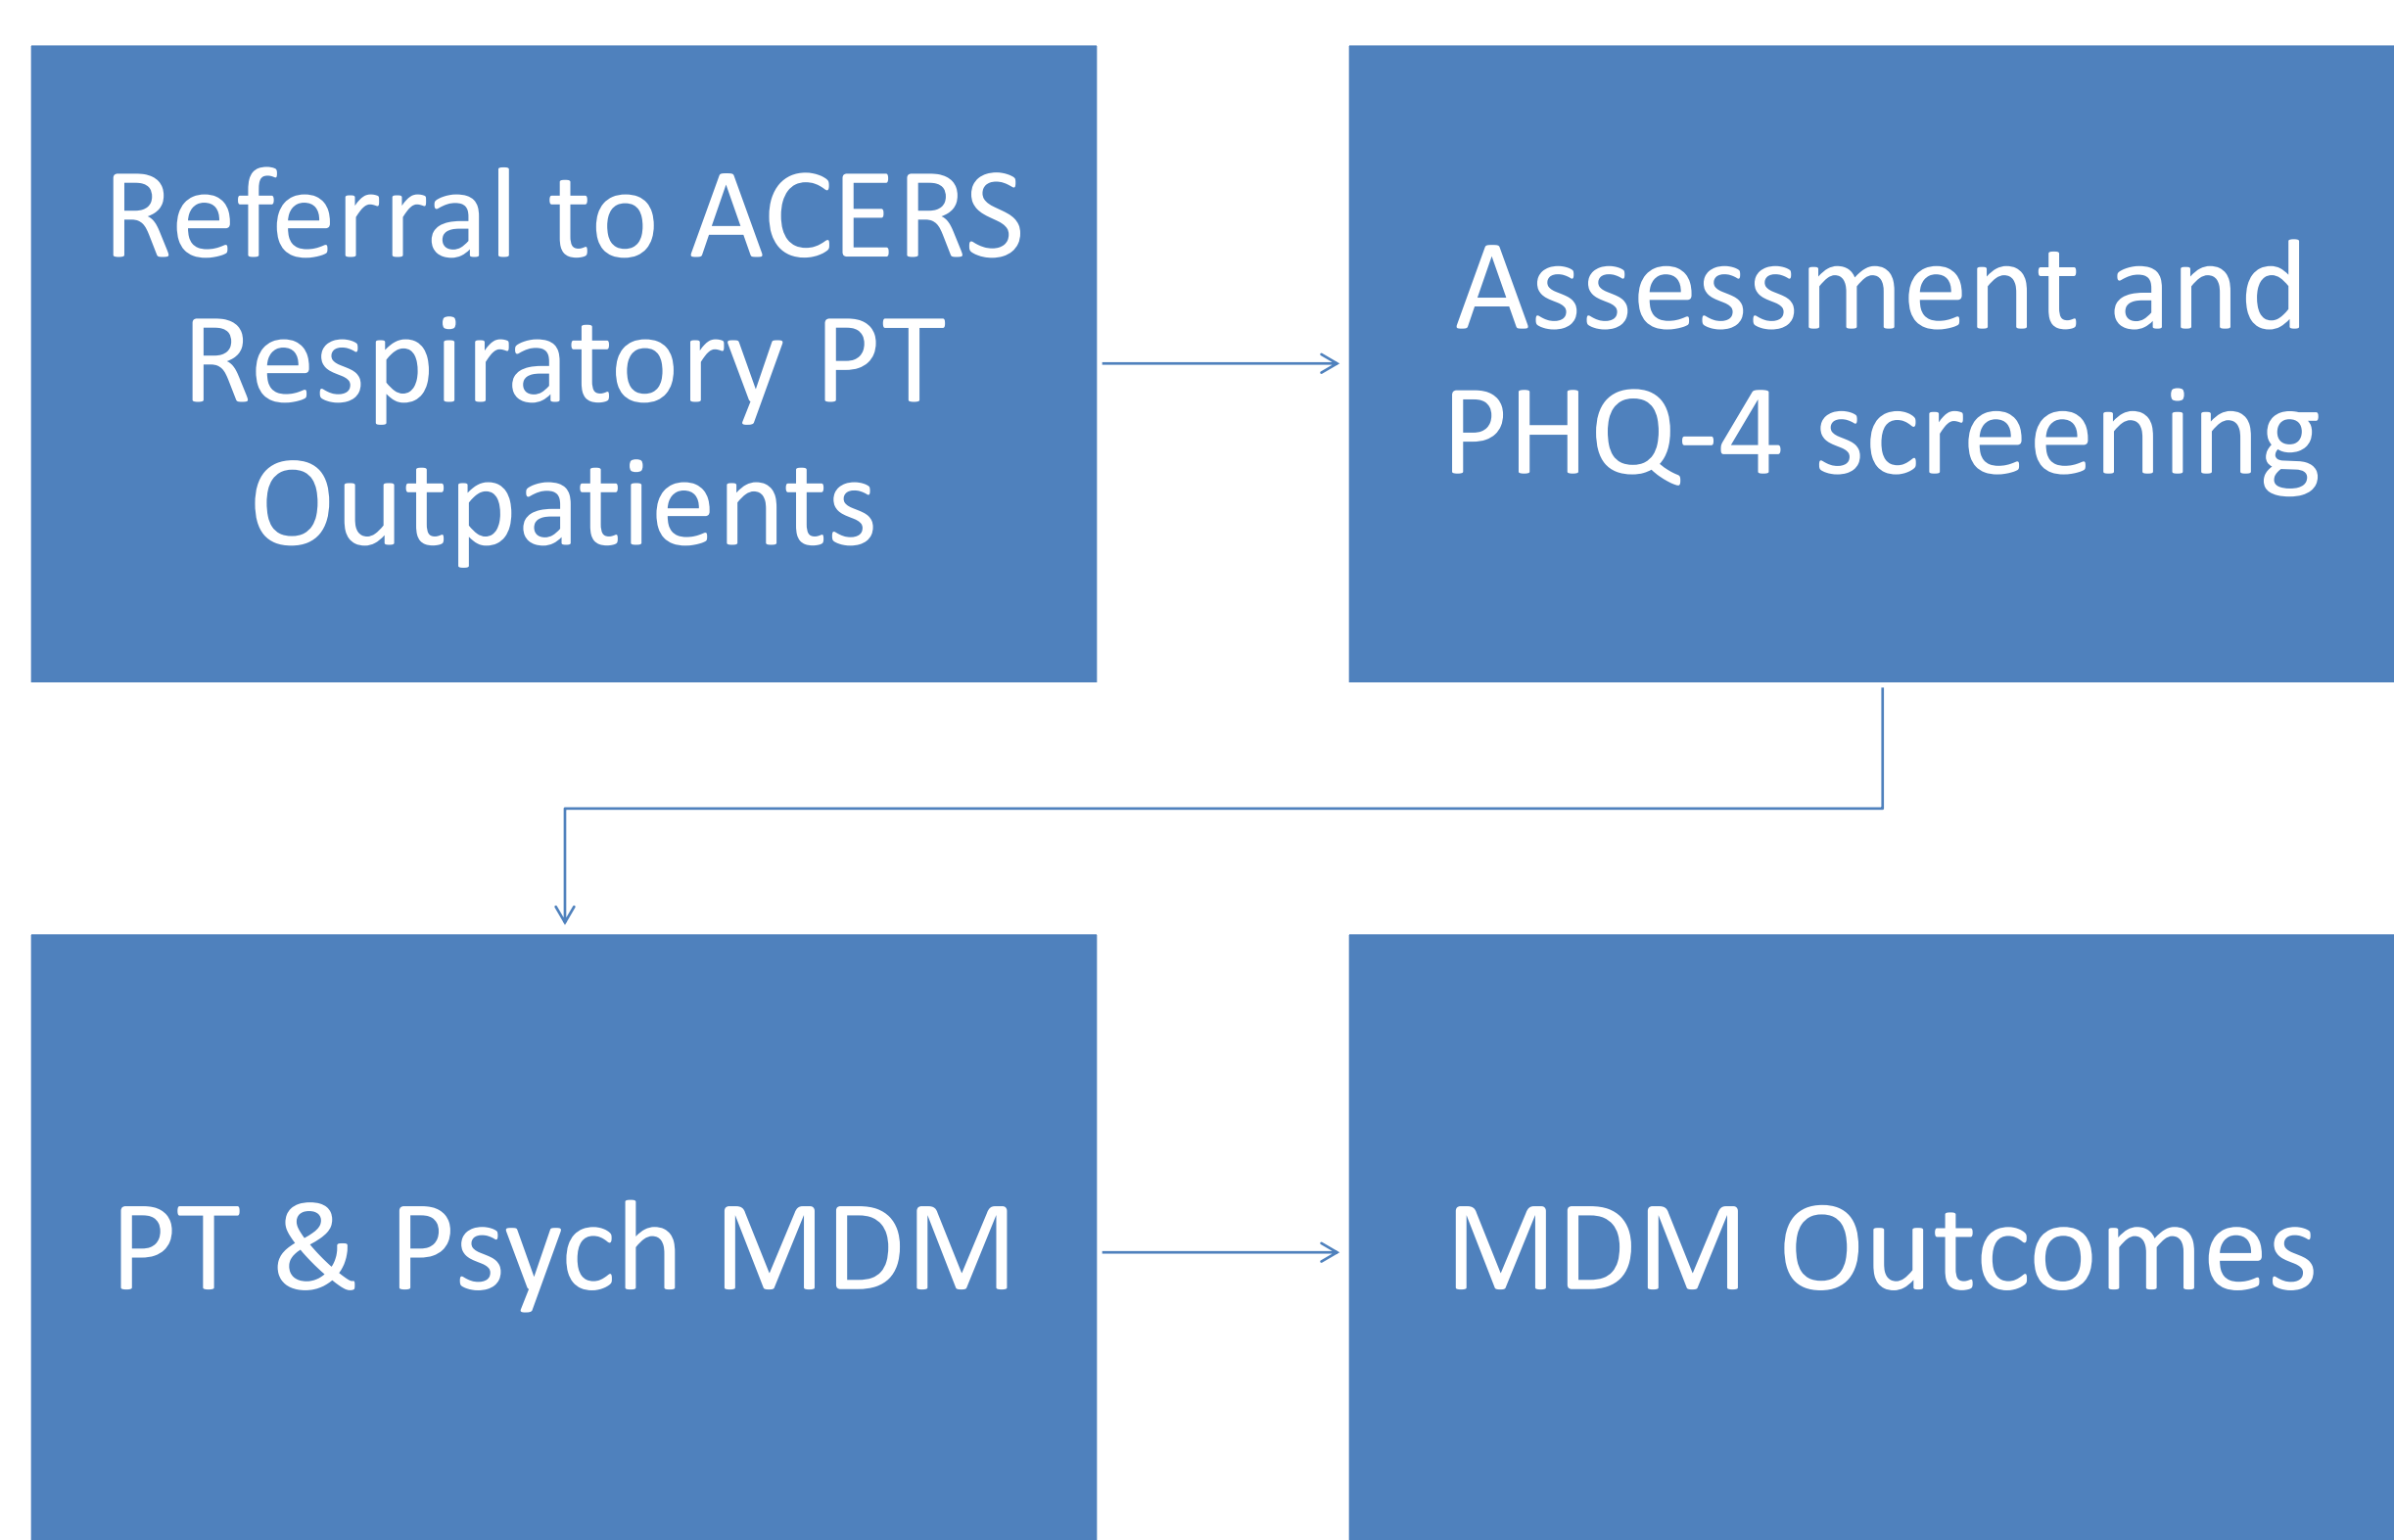 Referral to ACERS
Respiratory PT
Outpatients
Assessment and
PHQ-4 screening
PT & Psych MDM
MDM Outcomes